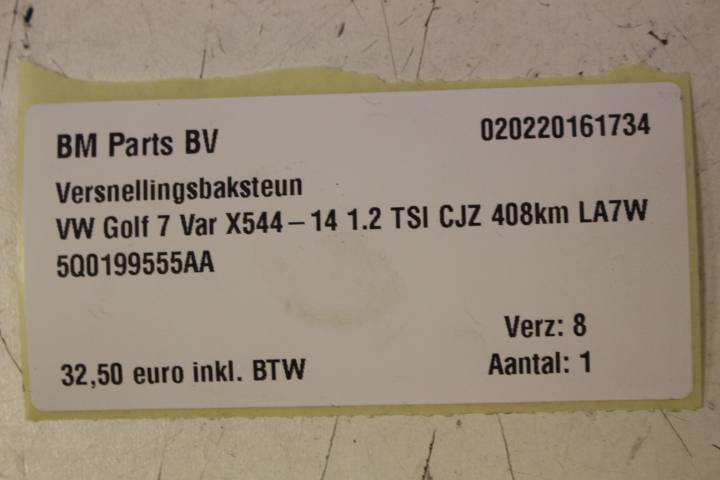 BM Parts BV 020220161734
Versnellingsbaksteun
VW Golf 7 Var X544-14 1.2 TSI CJZ 408km LA7W
5Q0199555AA
Verz: 8
32,50 euro inkl. BTW Aantal: 1